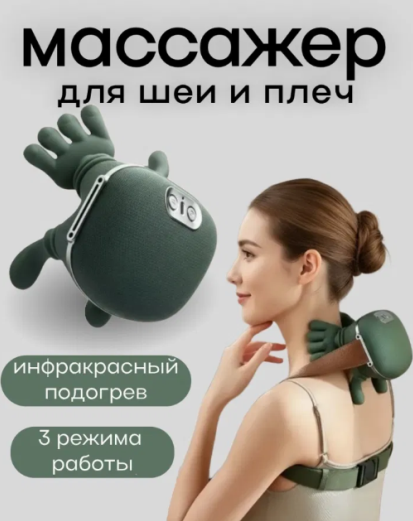 массажер
для шеи и плеч
инфракрасный
подогрев
3 режима
работы